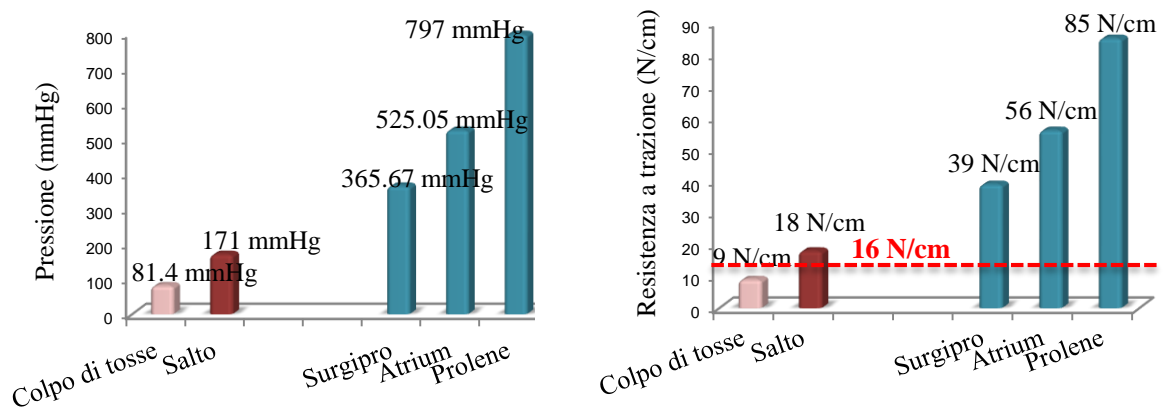 Pressione (mmHg)
800
700
600
500
400
300
200
100
0
797 mmHg
525.05 mmHg
365.67 mmHg
171 mmHg
81.4 mmHg
Colpo di tosse
Salto
Surgipro
Atrium
Prolene
Resistenza a trazione (N/cm)
90
80
70
60
50
40
30
20
10
0
85 N/cm
56 N/cm
39 N/cm
18 N/cm
16 N/cm
9 N/cm
Colpo di tosse
Salto
Surgipro
Atrium
Prolene